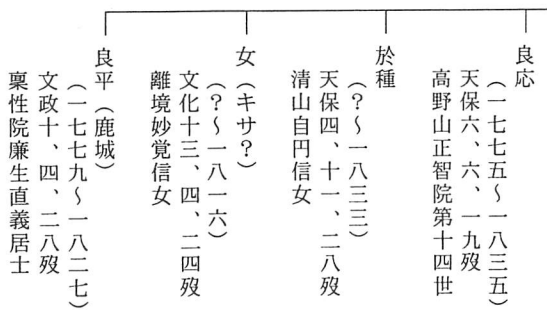 良応
(一七七五～一八三五)
天保六、六、一九歿
高野山正智院第十四世
於種
(？～一八三三)
天保四、十一、二八歿
清山自円信女
女(キサ？)
(？～一八一六)
文化十三、四、二四歿
離境妙覚信女
良平(鹿城)
(一七七九～一八二七)
文政十、四、二八歿
稟性院廉生直義居士